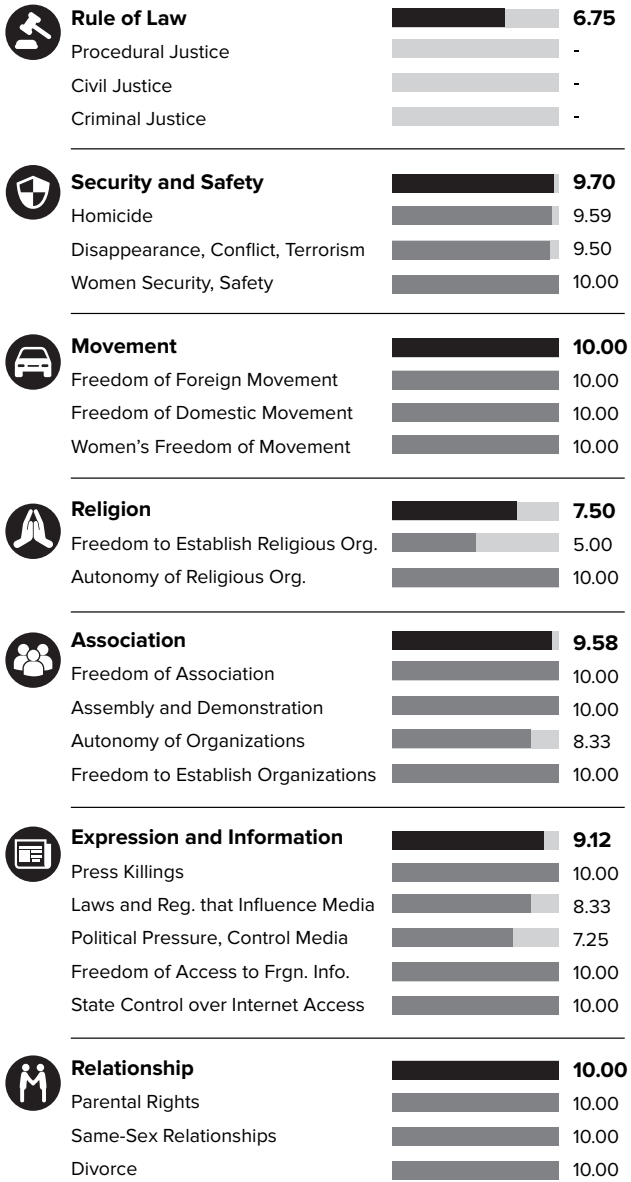 Rule of Law 6.75
Procedural Justice -
Civil Justice -
Criminal Justice -
Security and Safety 9.70
Homicide 9.59
Disappearance, Conflict, Terrorism 9.50
Women Security, Safety 10.00
Movement 10.00
Freedom of Foreign Movement 10.00
Freedom of Domestic Movement 10.00
Women’s Freedom of Movement 10.00
Religion 7.50
Freedom to Establish Religious Org. 5.00
Autonomy of Religious Org. 10.00
Association 9.58
Freedom of Association 10.00
Assembly and Demonstration 10.00
Autonomy of Organizations 8.33
Freedom to Establish Organizations 10.00
Expression and Information 9.12
Press Killings 10.00
Laws and Reg. that Influence Media 8.33
Political Pressure, Control Media 7.25
Freedom of Access to Frgn. Info. 10.00
State Control over Internet Access 10.00
Relationship 10.00
Parental Rights 10.00
Same-Sex Relationships 10.00
Divorce 10.00